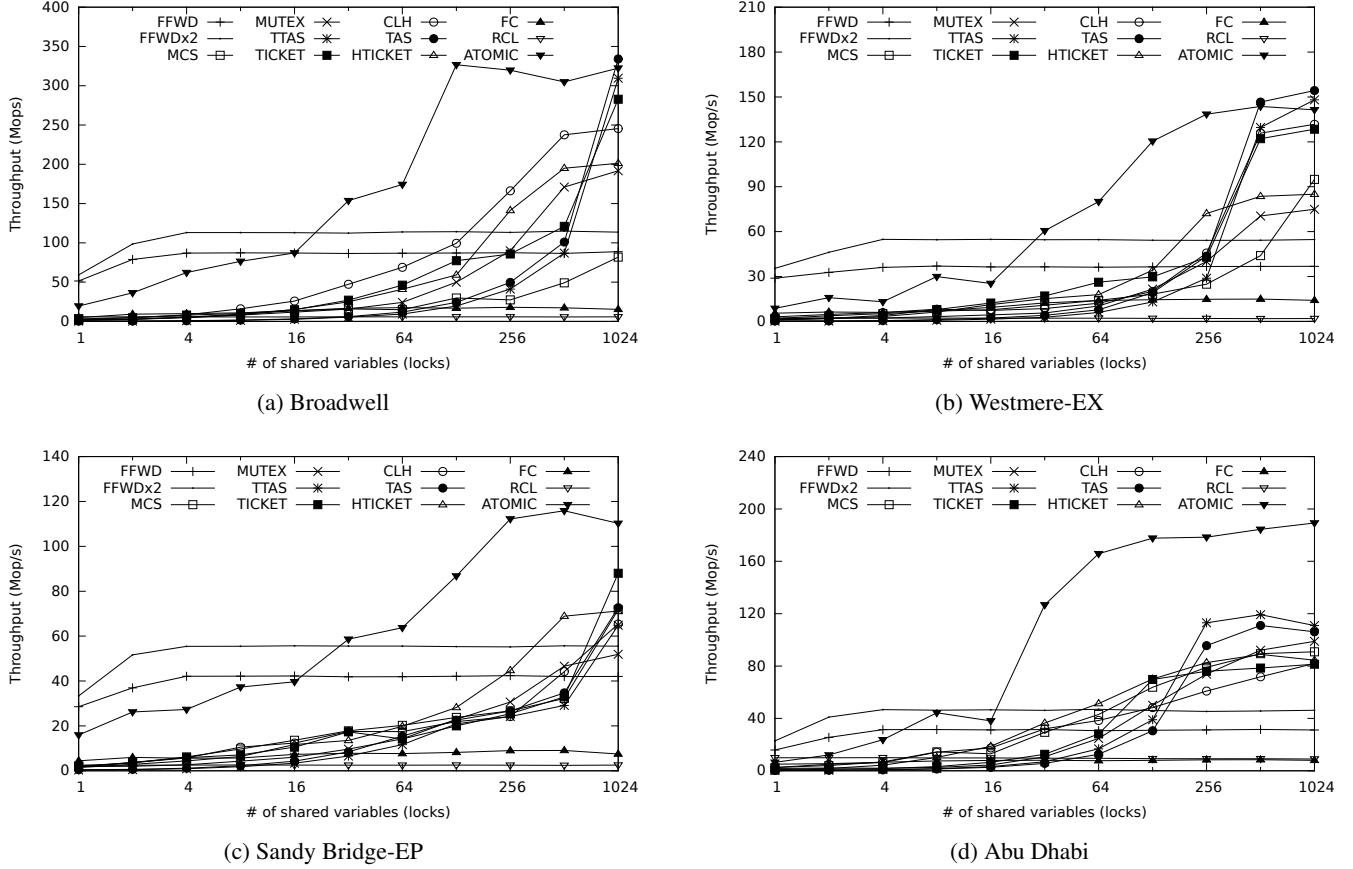 400
350
300
250
200
150
100
50
0
Throughput (Mop/s)
FFWD MUTEX CLH FC
FFWDx2 TTAS TAS RCL
MCS TICKET HTICKET ATOMIC
1 4 16 64 256 1024
# of shared variables (locks)
(a) Broadwell
210
180
150
120
90
60
30
0
Throughput (Mop/s)
FFWD MUTEX CLH FC
FFWDx2 TTAS TAS RCL
MCS TICKET HTICKET ATOMIC
1 4 16 64 256 1024
# of shared variables (locks)
(b) Westmere-EX
140
120
100
80
60
40
20
0
Throughput (Mop/s)
FFWD MUTEX CLH FC
FFWDx2 TTAS TAS RCL
MCS TICKET HTICKET ATOMIC
1 4 16 64 256 1024
# of shared variables (locks)
(c) Sandy Bridge-EP
240
200
160
120
80
40
0
Throughput (Mop/s)
FFWD MUTEX CLH FC
FFWDx2 TTAS TAS RCL
MCS TICKET HTICKET ATOMIC
1 4 16 64 256 1024
# of shared variables (locks)
(d) Abu Dhabi